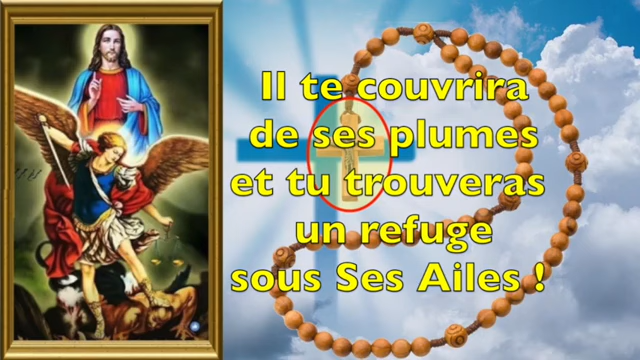 Il te couvrira
de ses plumes
et tu trouveras
un refuge
sous Ses Ailes !